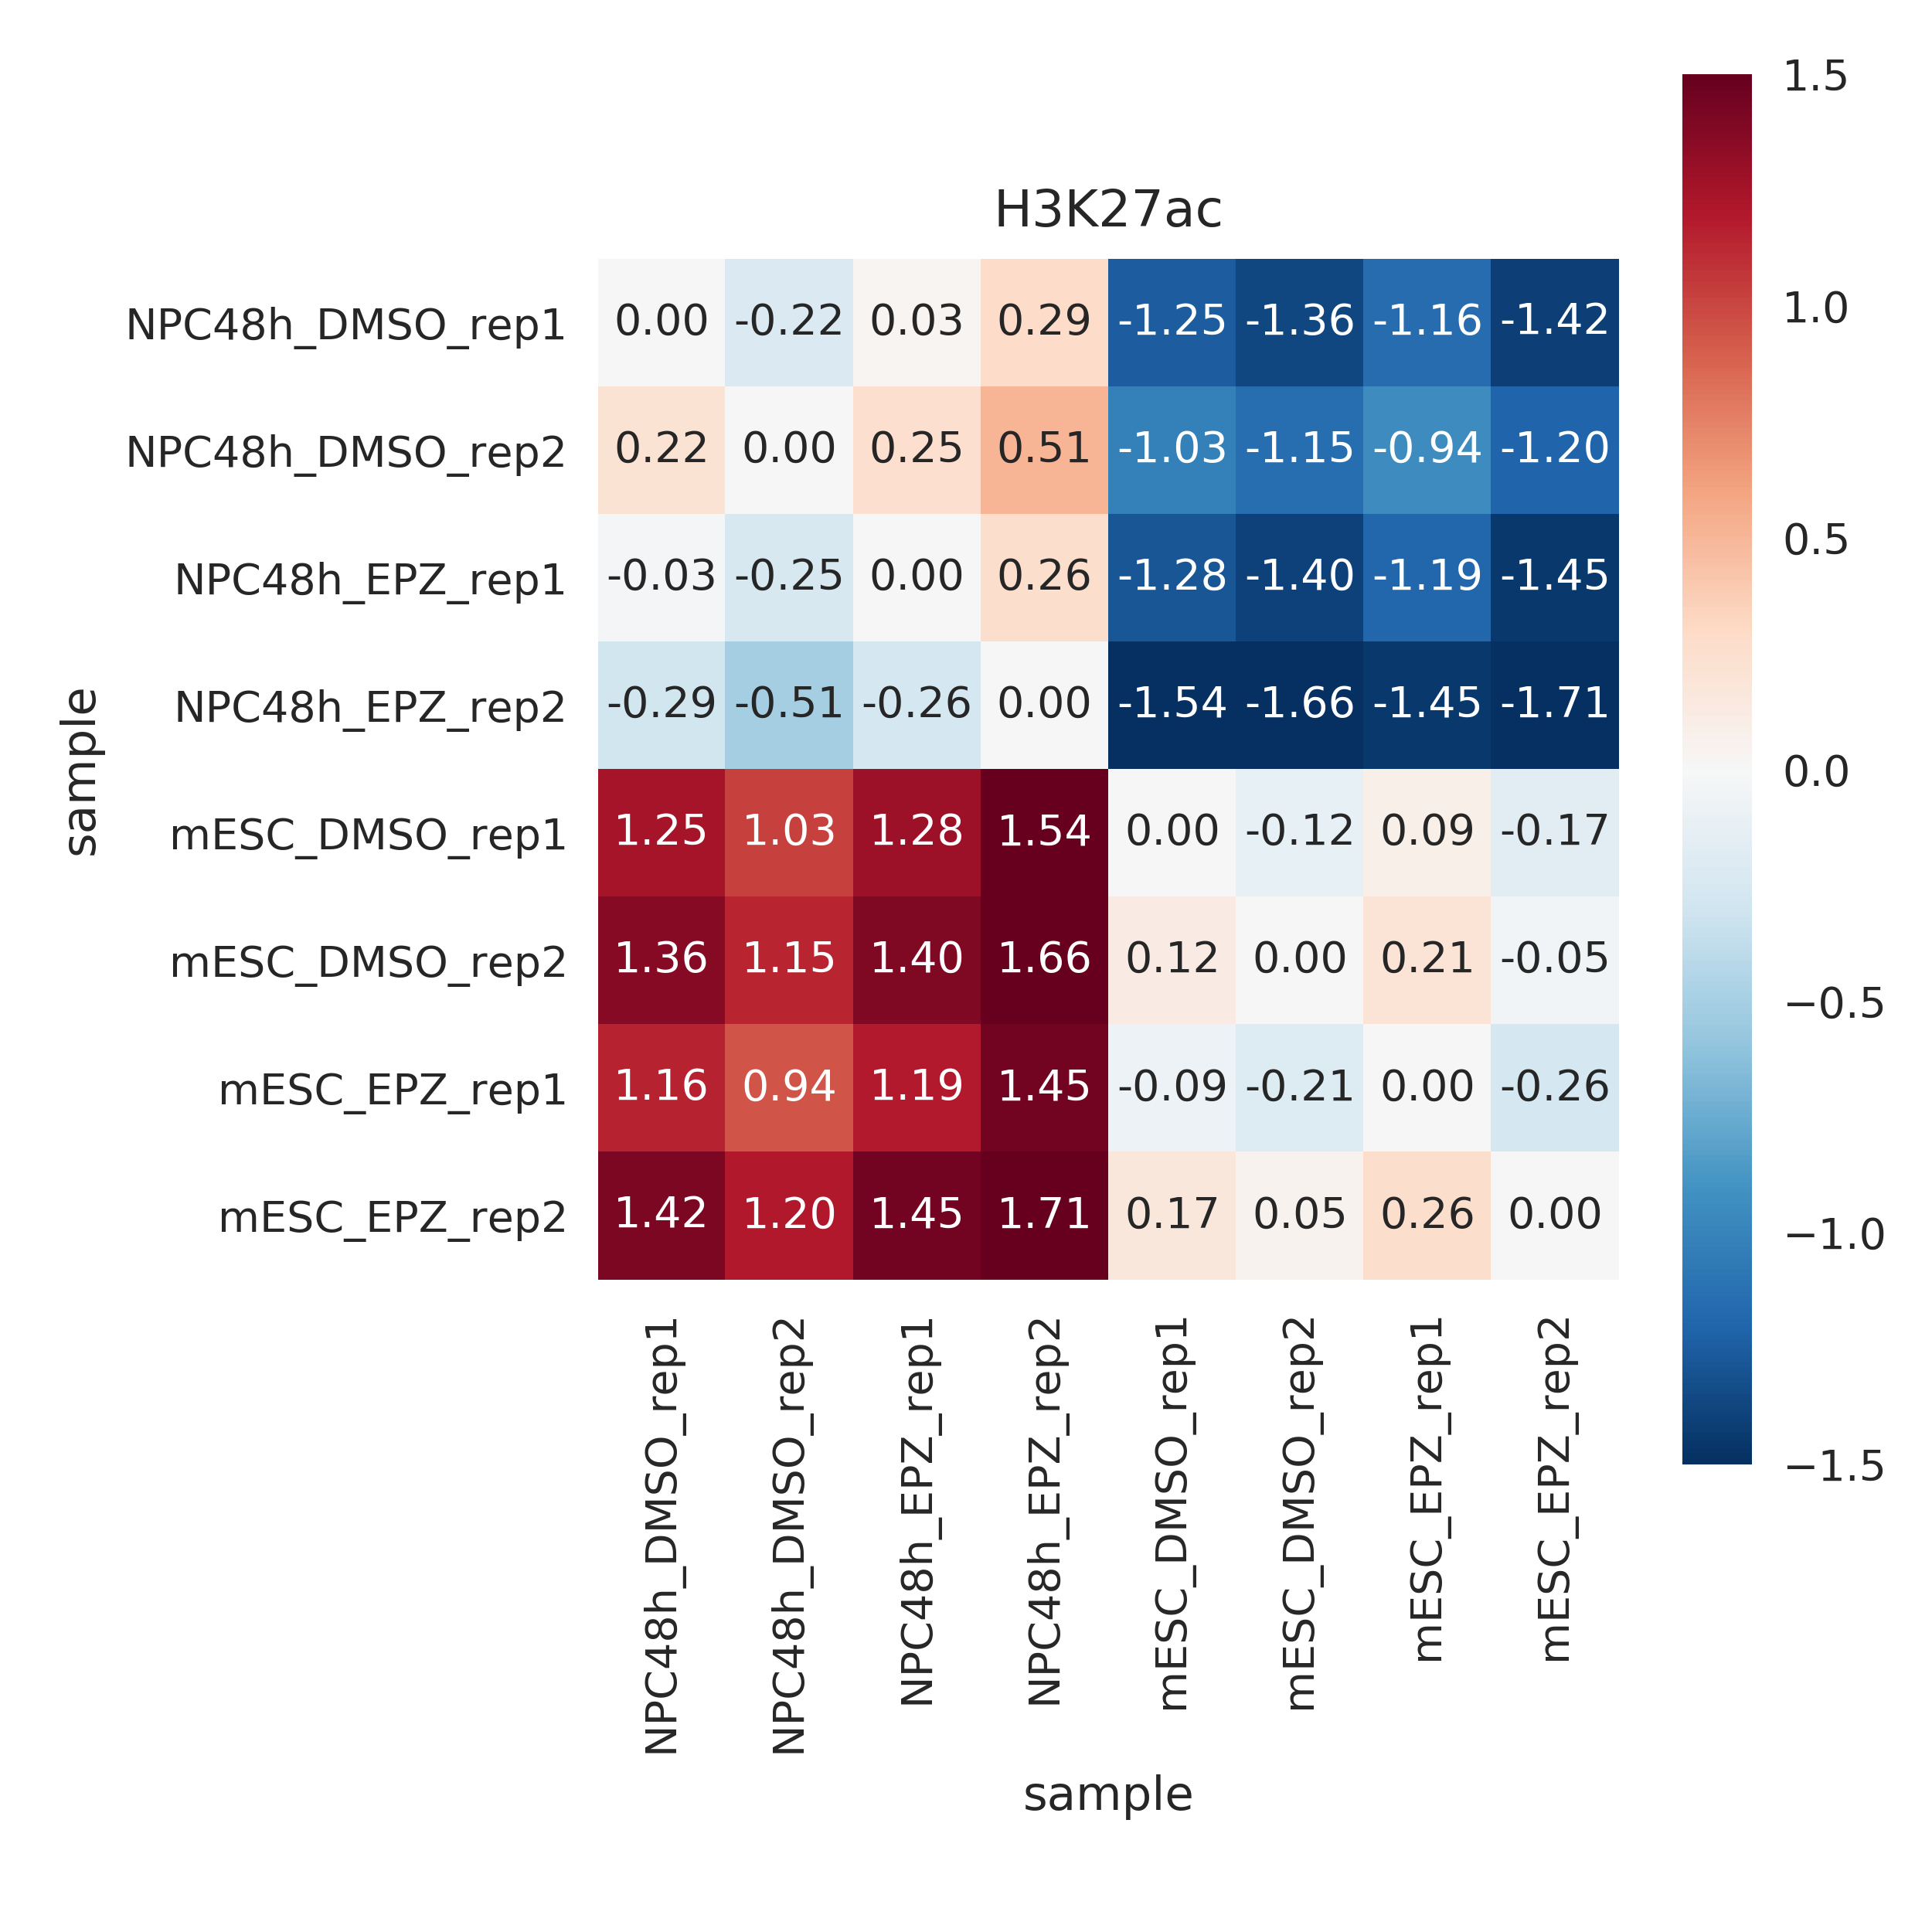 H3K27ac
NPC48h_DMSO_rep1 0.00 -0.22 0.03 0.29 -1.25 -1.36 -1.16 -1.42
NPC48h_DMSO_rep2 0.22 0.00 0.25 0.51 -1.03 -1.15 -0.94 -1.20
NPC48h_EPZ_rep1 -0.03 -0.25 0.00 0.26 -1.28 -1.40 -1.19 -1.45
NPC48h_EPZ_rep2 -0.29 -0.51 -0.26 0.00 -1.54 -1.66 -1.45 -1.71
mESC_DMSO_rep1 1.25 1.03 1.28 1.54 0.00 -0.12 0.09 -0.17
mESC_DMSO_rep2 1.36 1.15 1.40 1.66 0.12 0.00 0.21 -0.05
mESC_EPZ_rep1 1.16 0.94 1.19 1.45 -0.09 -0.21 0.00 -0.26
mESC_EPZ_rep2 1.42 1.20 1.45 1.71 0.17 0.05 0.26 0.00
sample
NPC48h_DMSO_rep1
NPC48h_DMSO_rep2
NPC48h_EPZ_rep1
NPC48h_EPZ_rep2
mESC_DMSO_rep1
mESC_DMSO_rep2
mESC_EPZ_rep1
mESC_EPZ_rep2
sample
1.5
1.0
0.5
0.0
−0.5
−1.0
−1.5